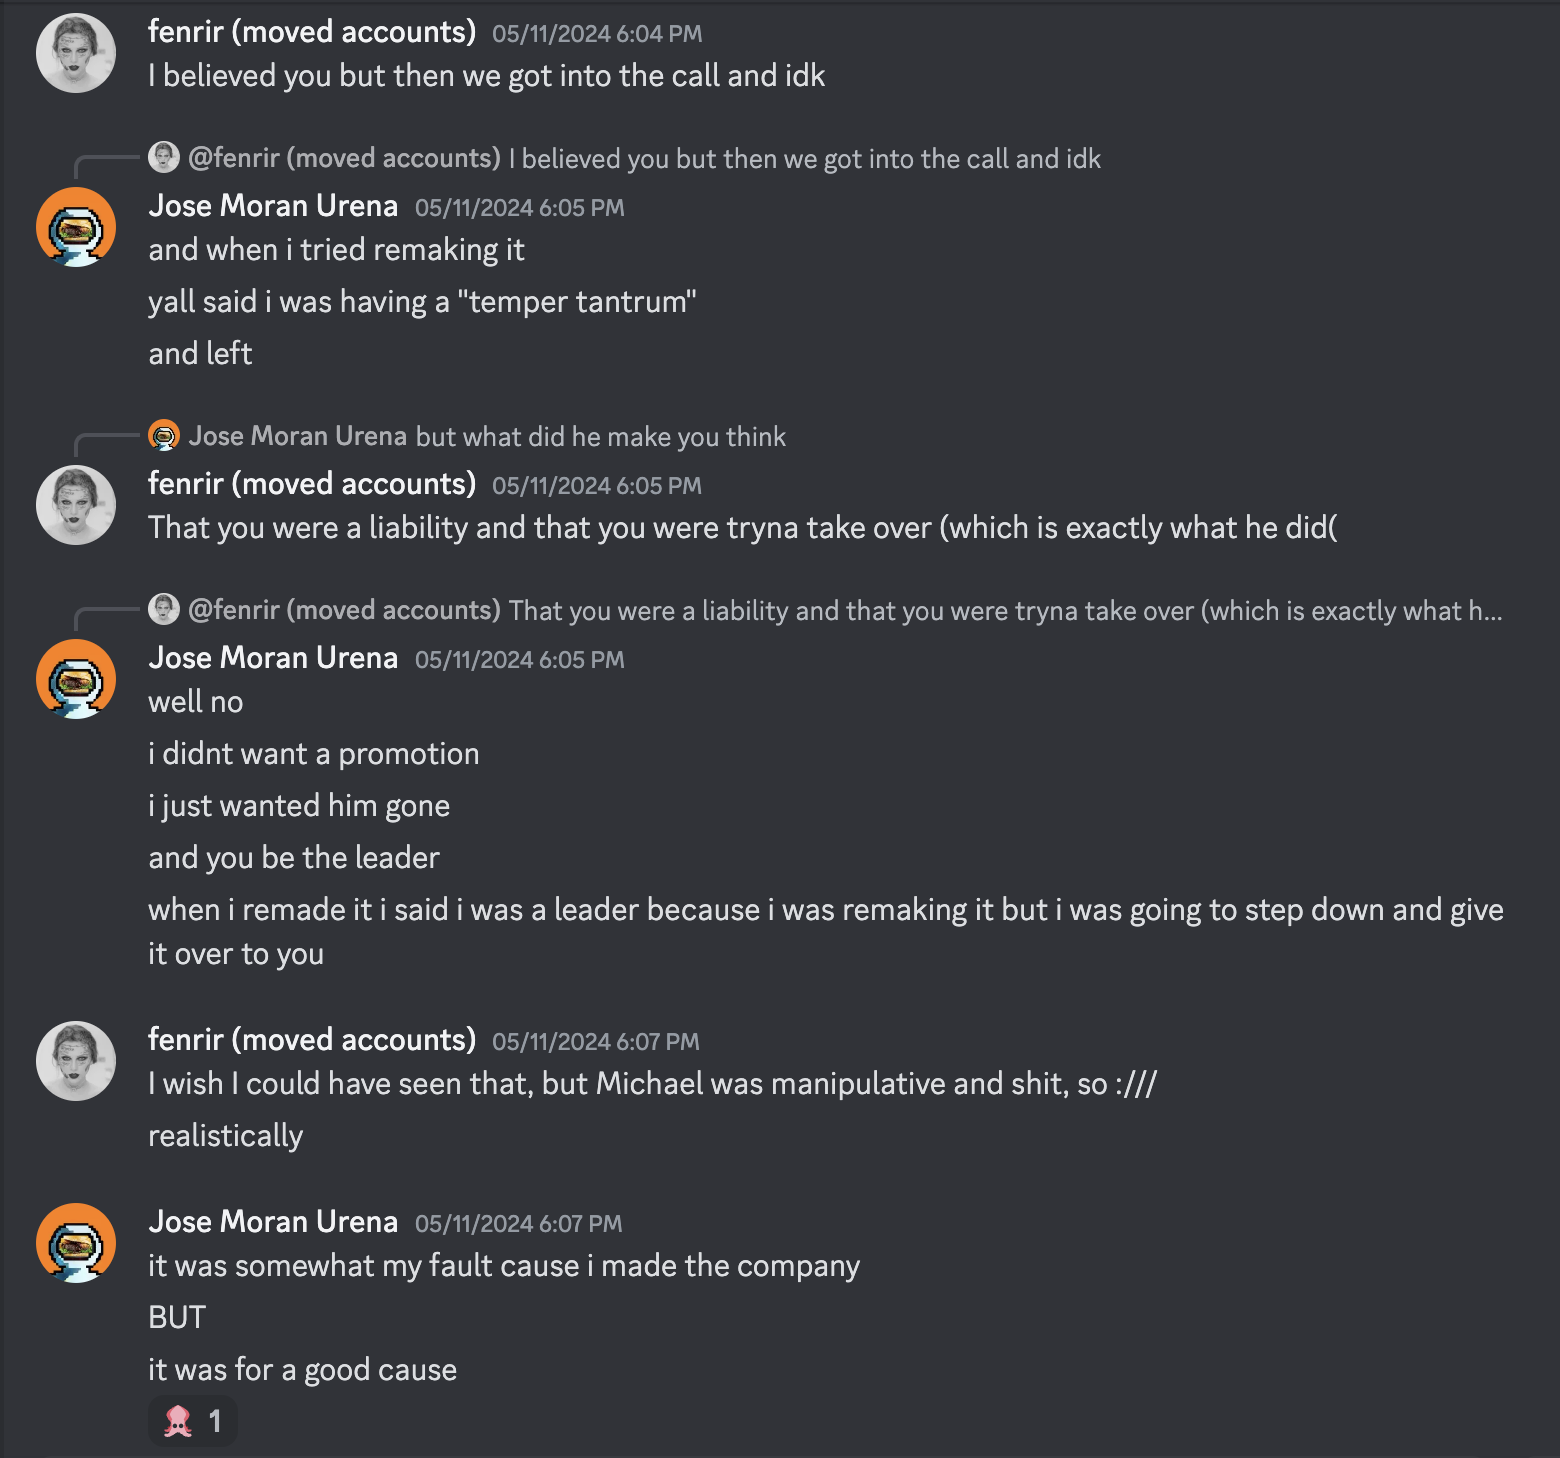 fenrir (moved accounts) 05/11/2024 6:04 PM
I believed you but then we got into the call and idk
@fenrir (moved accounts) I believed you but then we got into the call and idk
Jose Moran Urena 05/11/2024 6:05 PM
and when i tried remaking it
yall said i was having a "temper tantrum"
and left
Jose Moran Urena but what did he make you think
fenrir (moved accounts) 05/11/2024 6:05 PM
That you were a liability and that you were tryna take over (which is exactly what he did(
@fenrir (moved accounts) That you were a liability and that you were tryna take over (which is exactly what h...
Jose Moran Urena 05/11/2024 6:05 PM
well no
i didnt want a promotion
i just wanted him gone
and you be the leader
when i remade it i said i was a leader because i was remaking it but i was going to step down and give
it over to you
fenrir (moved accounts) 05/11/2024 6:07 PM
I wish I could have seen that, but Michael was manipulative and shit, so :///
realistically
Jose Moran Urena 05/11/2024 6:07 PM
it was somewhat my fault cause i made the company
BUT
it was for a good cause
1